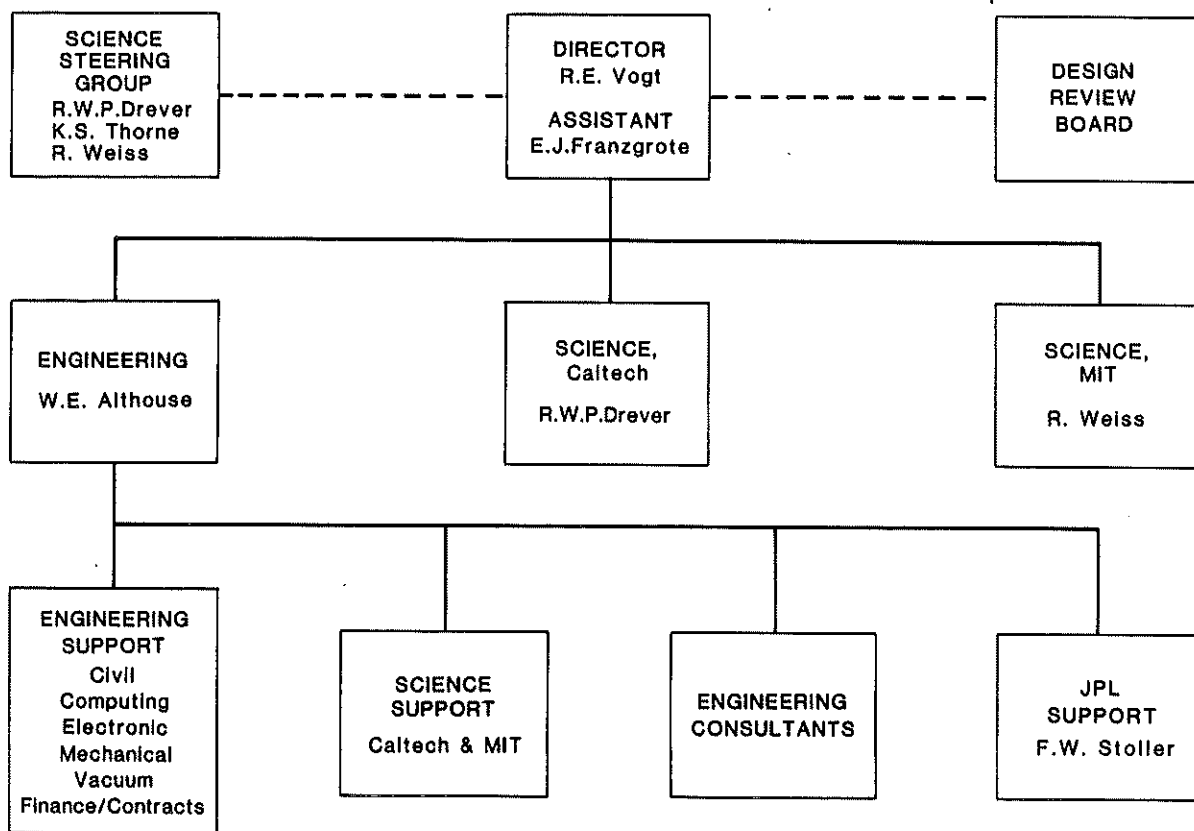 SCIENCE
STEERING
GROUP
R.W.P.Drever
K.S. Thorne
R. Weiss
DIRECTOR
R.E. Vogt
ASSISTANT
E.J.Franzgrote
DESIGN
REVIEW
BOARD
ENGINEERING
W.E. Althouse
SCIENCE,
Caltech
R.W.P.Drever
SCIENCE,
MIT
R. Weiss
ENGINEERING
SUPPORT
Civil
Computing
Electronic
Mechanical
Vacuum
Finance/Contracts
SCIENCE
SUPPORT
Caltech & MIT
ENGINEERING
CONSULTANTS
JPL
SUPPORT
F.W. Stoller